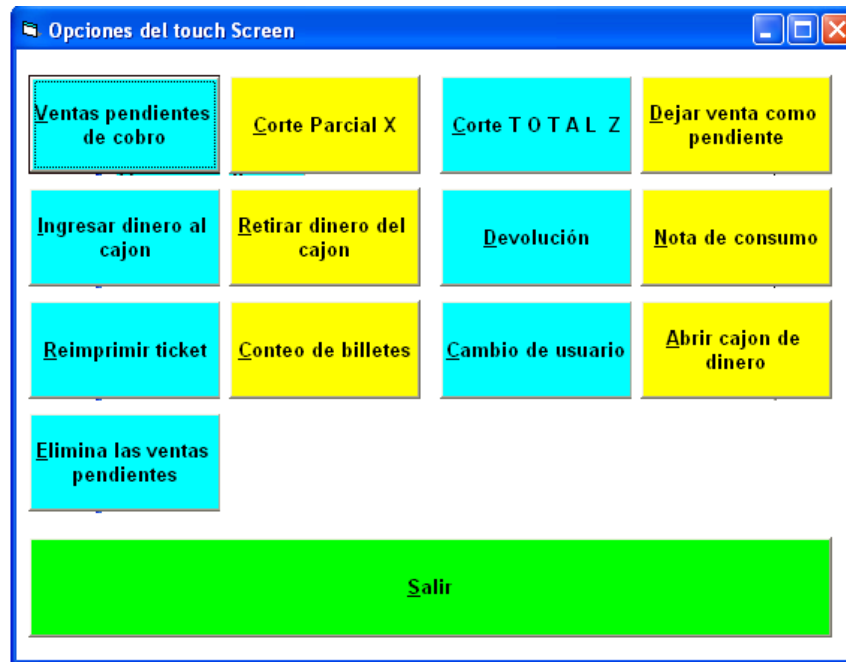 Opciones del touch Screen
Ventas pendientes
de cobro
Corte Parcial X
Corte T O T A L  Z
Dejar venta como
pendiente
Ingresar dinero al
cajon
Retirar dinero del
cajon
Devolución
Nota de consumo
Reimprimir ticket
Conteo de billetes
Cambio de usuario
Abrir cajon de
dinero
Elimina las ventas
pendientes
Salir